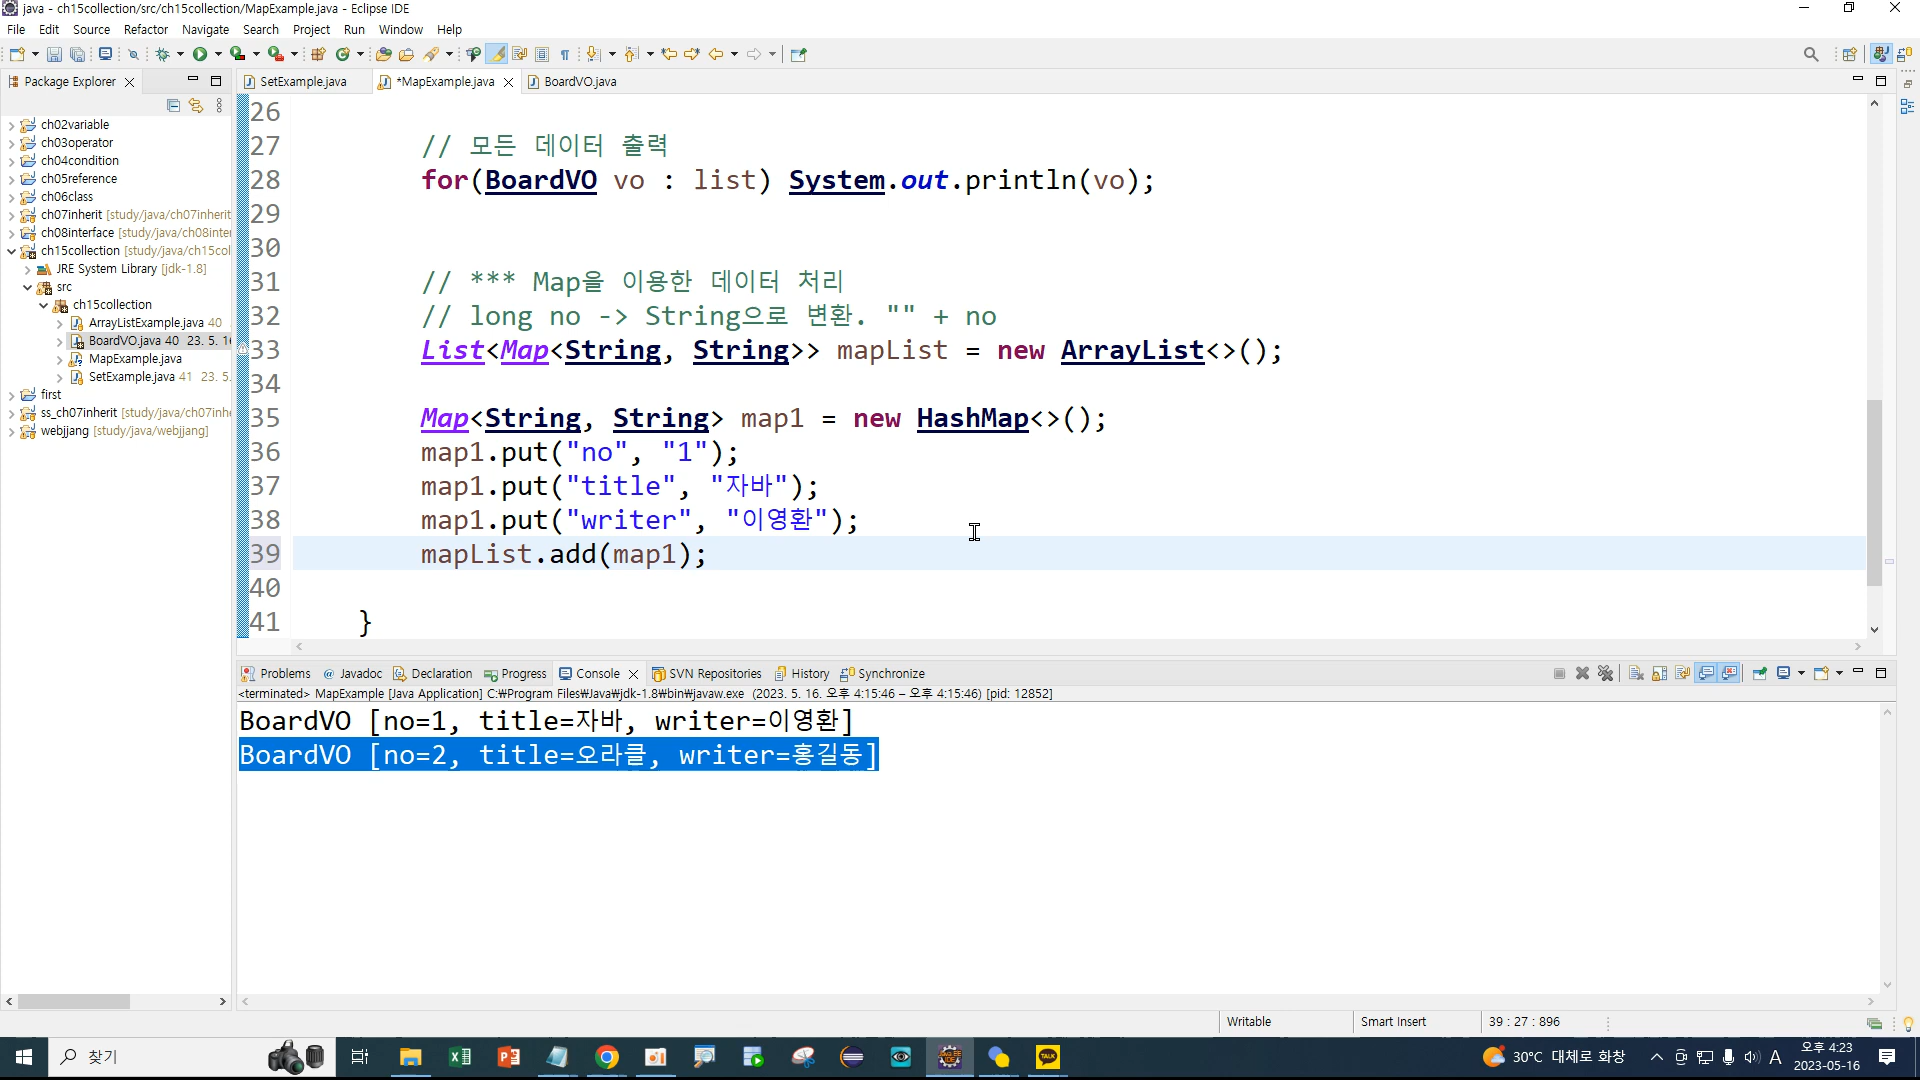 java - ch15collection/src/ch15collection/MapExample.java - Eclipse IDE
File Edit Source Refactor Navigate Search Project Run Window Help
Package Explorer
SetExample.java
*MapExample.java
BoardVO.java
ch02variable
ch03operator
ch04condition
ch05reference
ch06class
ch07inherit [study/java/ch07inherit
ch08interface [study/java/ch08inter
ch15collection [study/java/ch15col
JRE System Library [jdk-1.8]
src
ch15collection
ArrayListExample.java 40
BoardVO.java 40 23. 5. 16
MapExample.java
SetExample.java 41 23. 5.
first
ss_ch07inherit [study/java/ch07inh
webjjang [study/java/webjjang]
26
27 // 모든 데이터 출력
28 for(BoardVO vo : list) System.out.println(vo);
29
30
31 // *** Map을 이용한 데이터 처리
32 // long no -> String으로 변환. "" + no
33 List<Map<String, String>> mapList = new ArrayList<>();
34
35 Map<String, String> map1 = new HashMap<>();
36 map1.put("no", "1");
37 map1.put("title", "자바");
38 map1.put("writer", "이영환");
39 mapList.add(map1);
40
41 }
Problems @ Javadoc Declaration Progress Console SVN Repositories History Synchronize
<terminated> MapExample [Java Application] C:₩Program Files₩Java₩jdk-1.8₩bin₩javaw.exe (2023. 5. 16. 오후 4:15:46 – 오후 4:15:46) [pid: 12852]
BoardVO [no=1, title=자바, writer=이영환]
BoardVO [no=2, title=오라클, writer=홍길동]
Writable
Smart Insert
39 : 27 : 896
찾기
TALK
30°C 대체로 화창
A
오후 4:23
2023-05-16